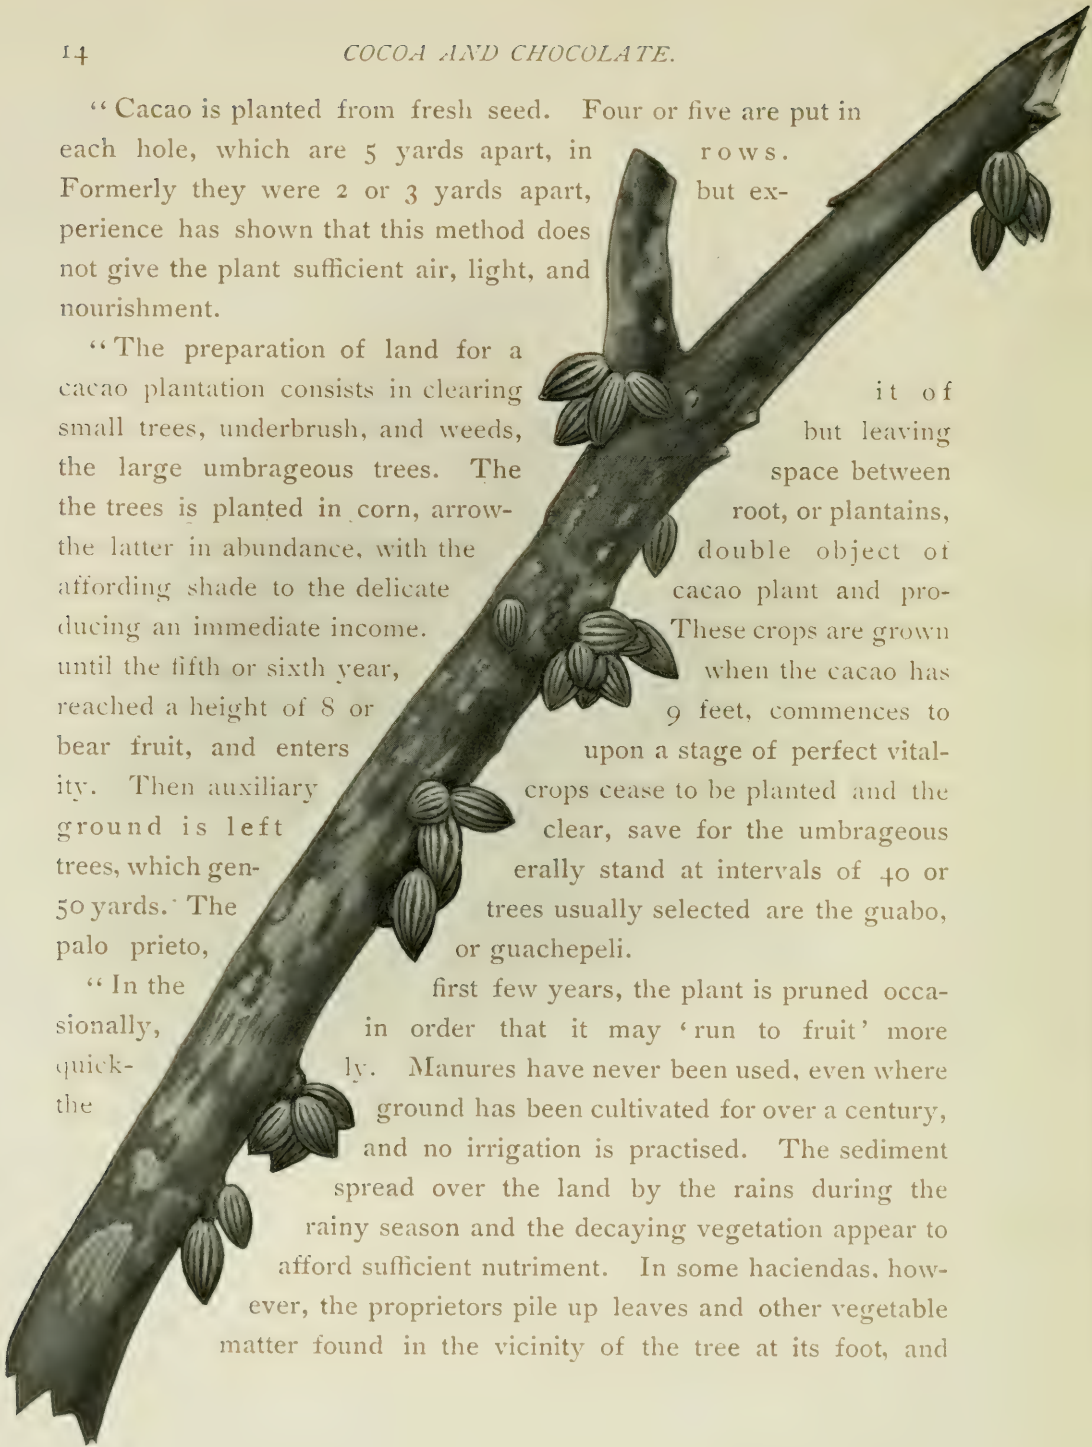 14 COCOA AND CHOCOLATE.
“ Cacao is planted from fresh seed. Four or five are put in
each hole, which are 5 yards apart, in rows.
Formerly they were 2 or 3 yards apart, but ex-
perience has shown that this method does
not give the plant sufficient air, light, and
nourishment.
“ The preparation of land for a
cacao plantation consists in clearing it of
small trees, underbrush, and weeds, but leaving
the large umbrageous trees. The space between
the trees is planted in corn, arrow- root, or plantains,
the latter in abundance, with the double object of
affording shade to the delicate cacao plant and pro-
ducing an immediate income. These crops are grown
until the fifth or sixth year, when the cacao has
reached a height of 8 or 9 feet, commences to
bear fruit, and enters upon a stage of perfect vital-
ity. Then auxiliary crops cease to be planted and the
ground is left clear, save for the umbrageous
trees, which gen- erally stand at intervals of 40 or
50 yards. The trees usually selected are the guabo,
palo prieto, or guachepeli.
“ In the first few years, the plant is pruned occa-
sionally, in order that it may ‘ run to fruit ’ more
quick- ly. Manures have never been used, even where
the ground has been cultivated for over a century,
and no irrigation is practised. The sediment
spread over the land by the rains during the
rainy season and the decaying vegetation appear to
afford sufficient nutriment. In some haciendas, how-
ever, the proprietors pile up leaves and other vegetable
matter found in the vicinity of the tree at its foot, and